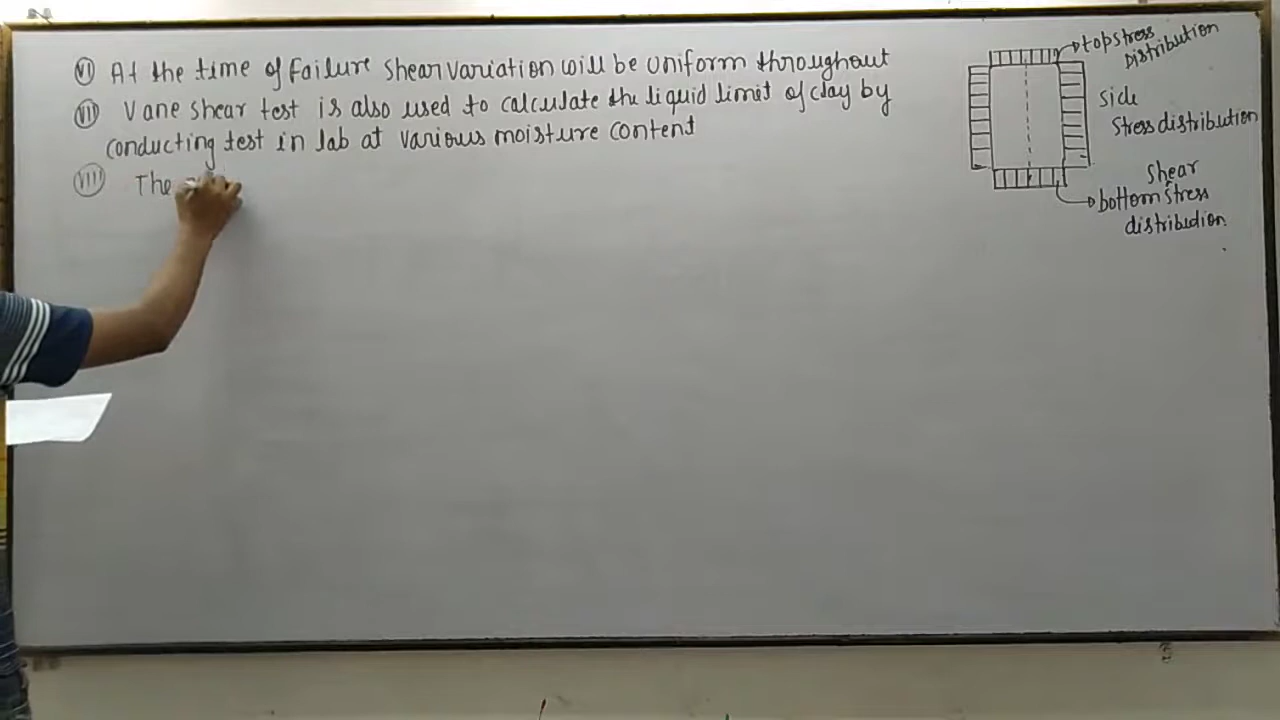 VI At the time of failure shear variation will be uniform throughout
VII Vane shear test is also used to calculate the liquid limit of clay by
conducting test in lab at various moisture content
VIII The
top stress
distribution
side
stress distribution
shear
bottom stress
distribution